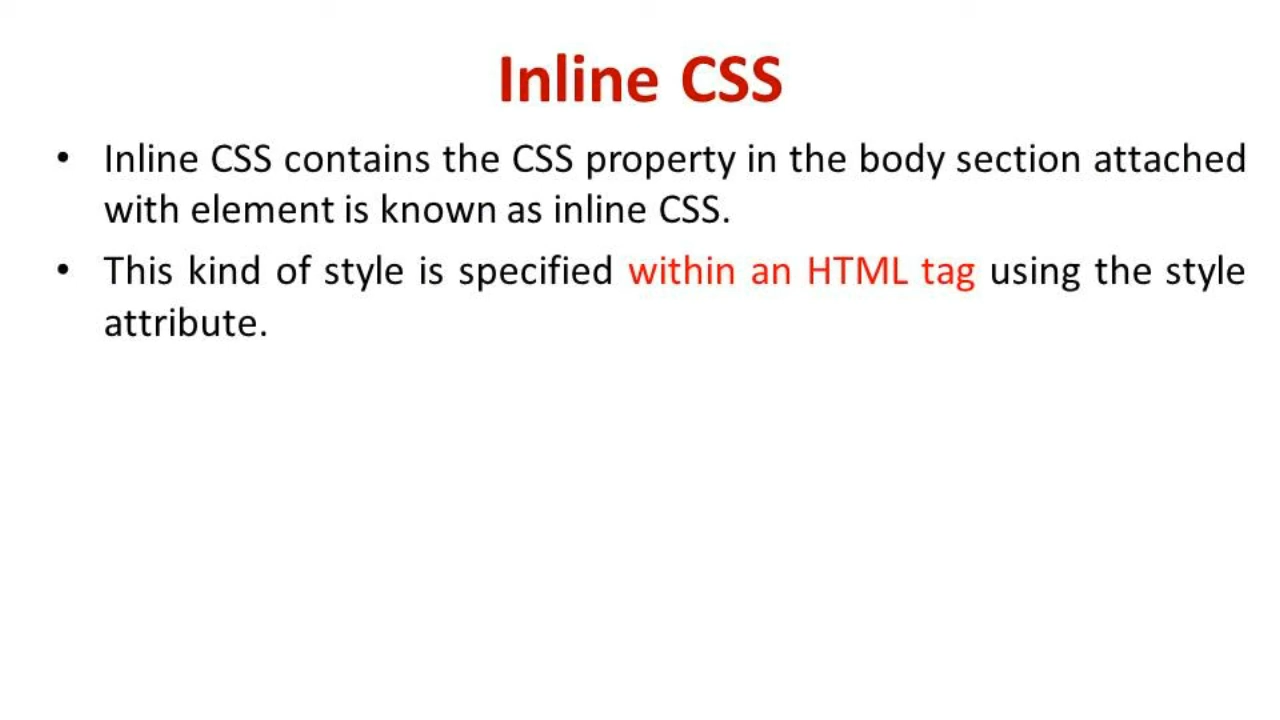 Inline CSS
• Inline CSS contains the CSS property in the body section attached
with element is known as inline CSS.
• This kind of style is specified within an HTML tag using the style
attribute.